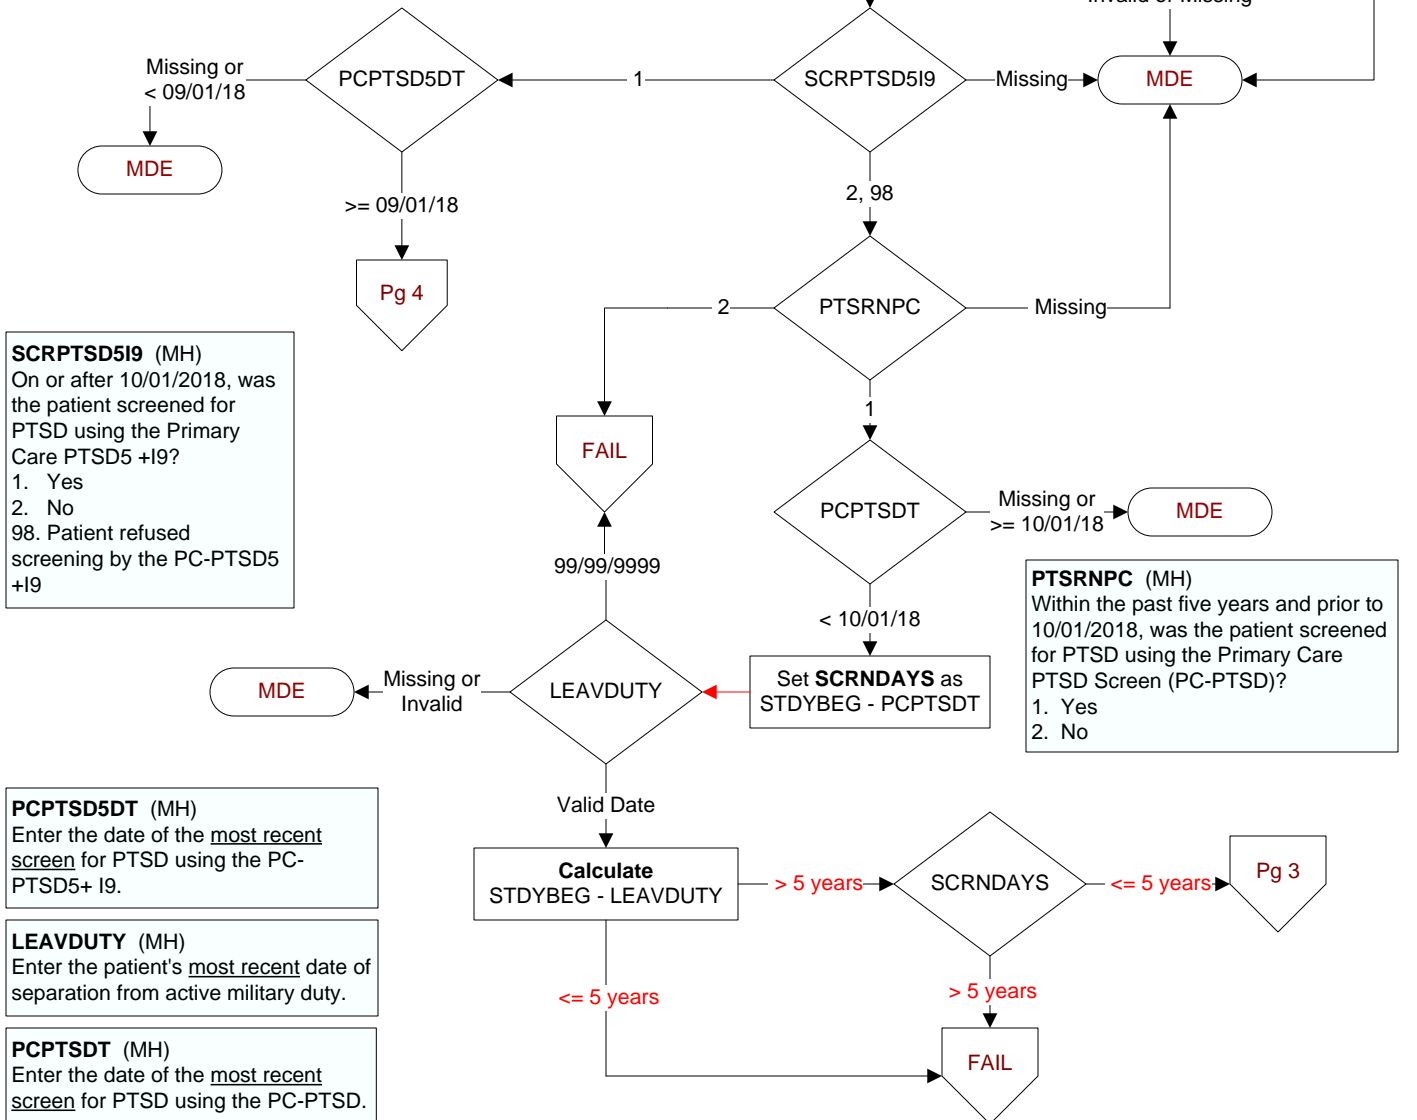 Invalid or Missing
Missing or
< 09/01/18
PCPTSD5DT
1
SCRPTSD5I9
Missing
MDE
MDE
>= 09/01/18
2, 98
Pg 4
2
PTSRNPC
Missing
SCRPTSD5I9 (MH)
On or after 10/01/2018, was
the patient screened for
PTSD using the Primary
Care PTSD5 +I9?
1. Yes
2. No
98. Patient refused
screening by the PC-PTSD5
+I9
FAIL
1
PCPTSDT
Missing or
>= 10/01/18
MDE
99/99/9999
< 10/01/18
PTSRNPC (MH)
Within the past five years and prior to
10/01/2018, was the patient screened
for PTSD using the Primary Care
PTSD Screen (PC-PTSD)?
1. Yes
2. No
MDE
Missing or
Invalid
LEAVDUTY
Set SCRNDAYS as
STDYBEG - PCPTSDT
Valid Date
PCPTSD5DT (MH)
Enter the date of the most recent
screen for PTSD using the PC-
PTSD5+ I9.
Calculate
STDYBEG - LEAVDUTY
> 5 years
SCRNDAYS
<= 5 years
Pg 3
LEAVDUTY (MH)
Enter the patient's most recent date of
separation from active military duty.
<= 5 years
> 5 years
PCPTSDT (MH)
Enter the date of the most recent
screen for PTSD using the PC-PTSD.
FAIL